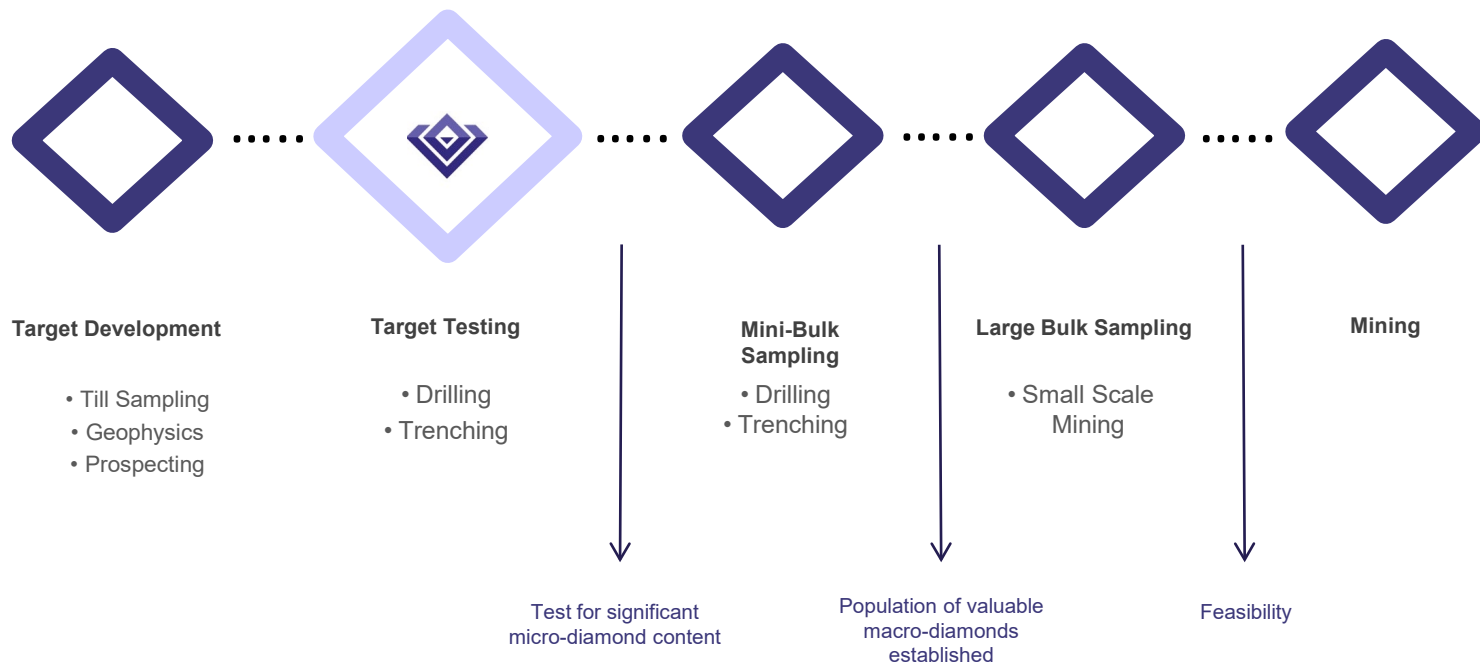 Target Development
• Till Sampling
• Geophysics
• Prospecting
Target Testing
• Drilling
• Trenching
Mini-Bulk
Sampling
• Drilling
• Trenching
Large Bulk Sampling
• Small Scale
Mining
Mining
Test for significant
micro-diamond content
Population of valuable
macro-diamonds
established
Feasibility